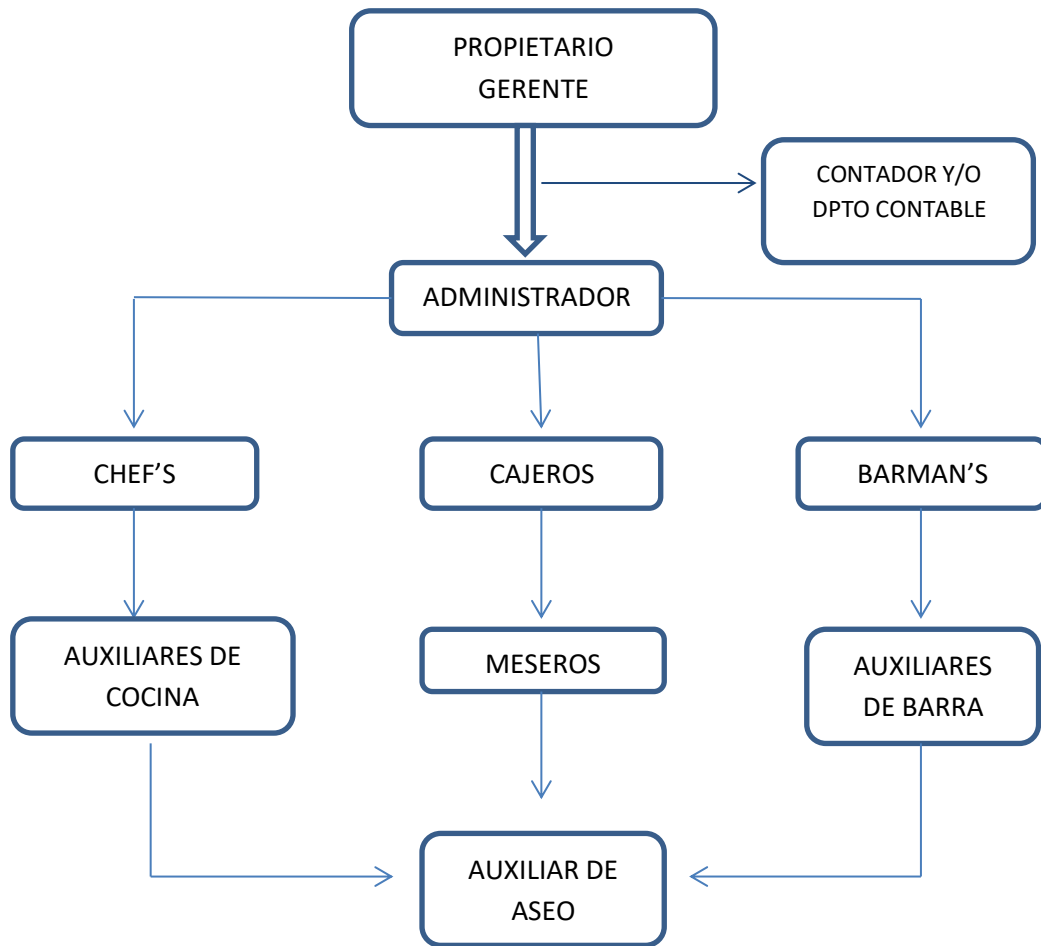 PROPIETARIO
GERENTE
CONTADOR Y/O
DPTO CONTABLE
ADMINISTRADOR
CHEF’S
CAJEROS
BARMAN’S
AUXILIARES DE
COCINA
MESEROS
AUXILIARES
DE BARRA
AUXILIAR DE
ASEO